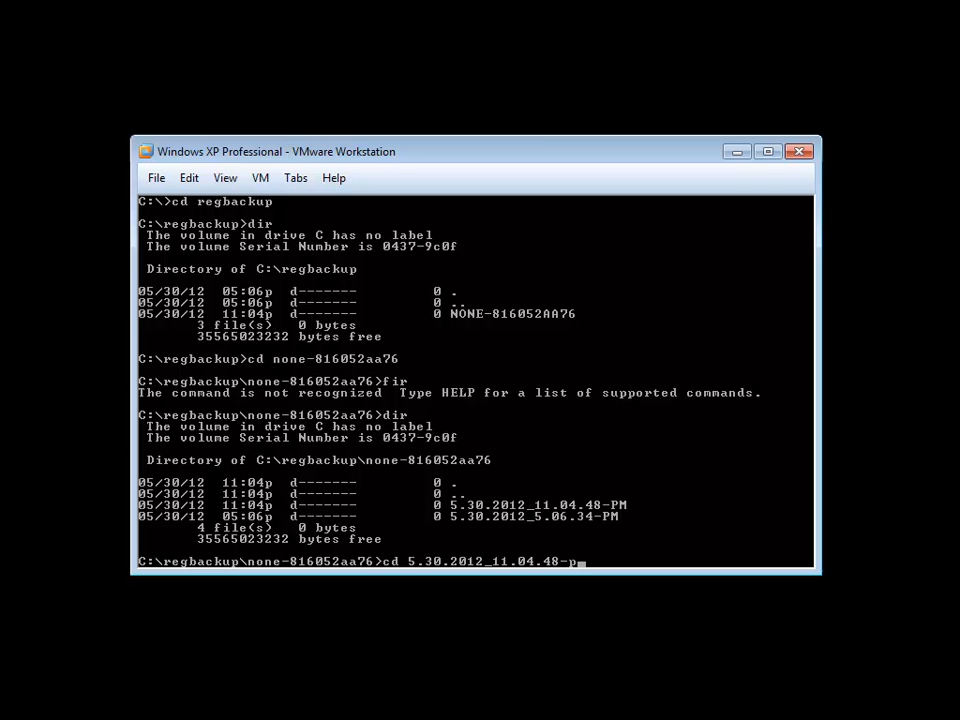 Windows XP Professional - VMware Workstation
File Edit View VM Tabs Help
C:\>cd regbackup
C:\regbackup>dir
The volume in drive C has no label
The volume Serial Number is 0437-9c0f
Directory of C:\regbackup
05/30/12 05:06p d------- 0 .
05/30/12 05:06p d------- 0 ..
05/30/12 11:04p d------- 0 NONE-816052AA76
3 file(s) 0 bytes
35565023232 bytes free
C:\regbackup>cd none-816052aa76
C:\regbackup\none-816052aa76>fir
The command is not recognized Type HELP for a list of supported commands.
C:\regbackup\none-816052aa76>dir
The volume in drive C has no label
The volume Serial Number is 0437-9c0f
Directory of C:\regbackup\none-816052aa76
05/30/12 11:04p d------- 0 .
05/30/12 11:04p d------- 0 ..
05/30/12 11:04p d------- 0 5.30.2012_11.04.48-PM
05/30/12 05:06p d------- 0 5.30.2012_5.06.34-PM
4 file(s) 0 bytes
35565023232 bytes free
C:\regbackup\none-816052aa76>cd 5.30.2012_11.04.48-p